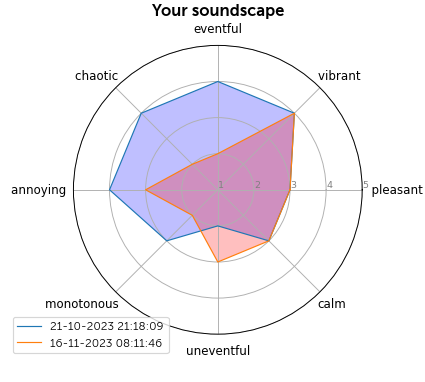 Your soundscape
eventful
chaotic
vibrant
annoying
1
2
3
4
5
pleasant
monotonous
calm
21-10-2023 21:18:09
16-11-2023 08:11:46
uneventful